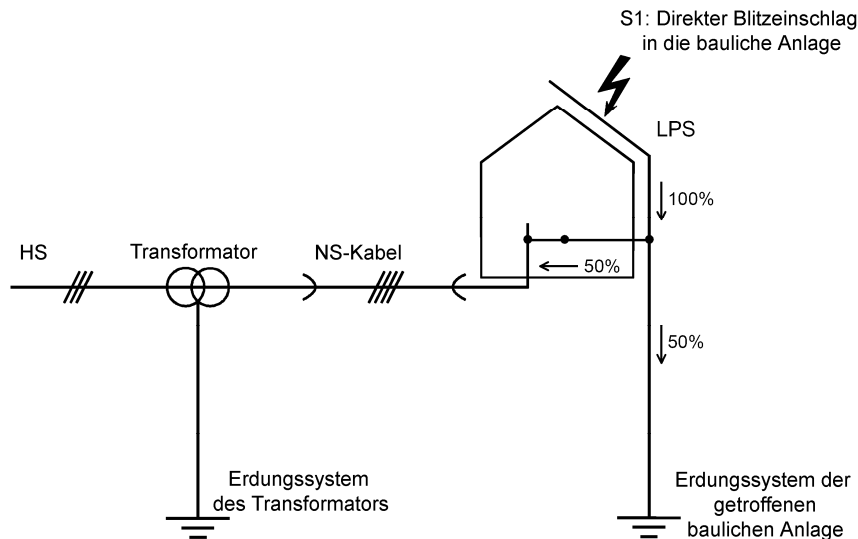 S1: Direkter Blitzeinschlag
in die bauliche Anlage
LPS
100%
HS
Transformator
NS-Kabel
50%
50%
Erdungssystem
des Transformators
Erdungssystem der
getroffenen
baulichen Anlage